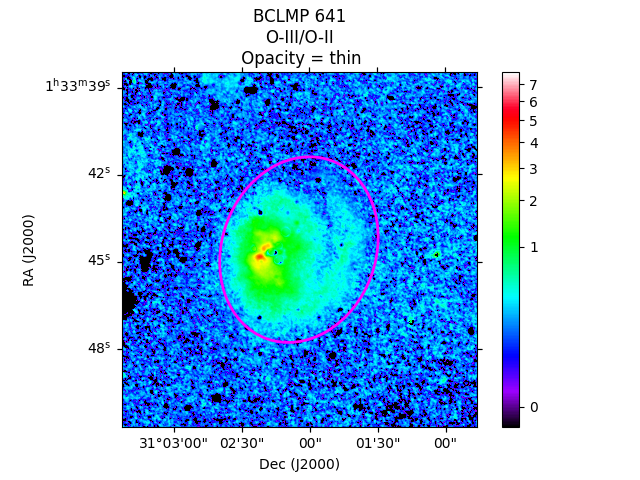 BCLMP 641
O-III/O-II
Opacity = thin
1ʰ33ᵐ39ˢ
42ˢ
45ˢ
48ˢ
RA (J2000)
31°03'00" 02'30" 00" 01'30" 00"
Dec (J2000)
7
6
5
4
3
2
1
0